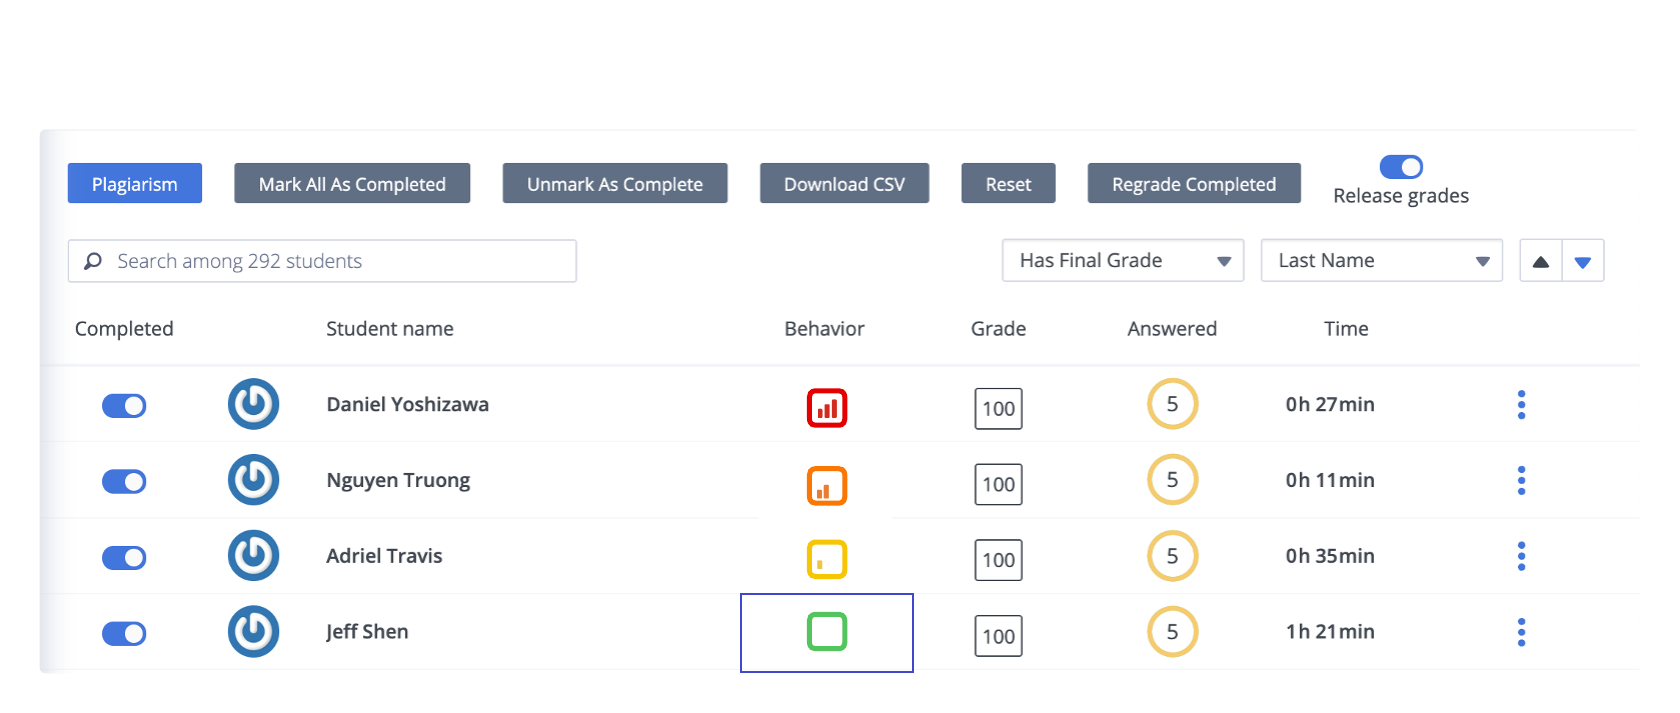 Plagiarism Mark All As Completed Unmark As Complete Download CSV Reset Regrade Completed Release grades
Search among 292 students Has Final Grade Last Name
Completed Student name Behavior Grade Answered Time
Daniel Yoshizawa 100 5 0h 27min
Nguyen Truong 100 5 0h 11min
Adriel Travis 100 5 0h 35min
Jeff Shen 100 5 1h 21min